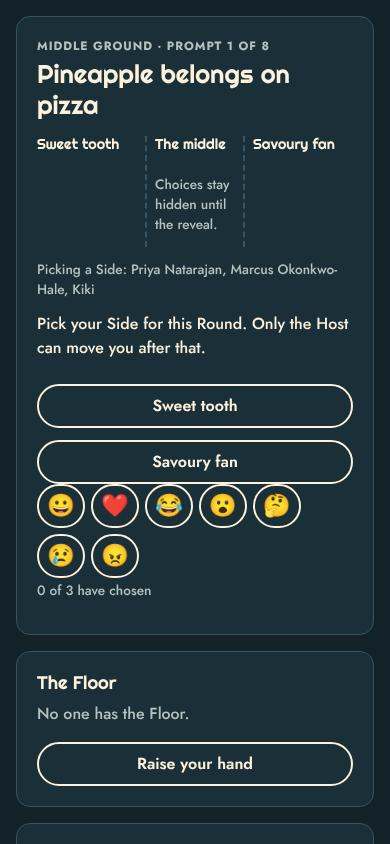 MIDDLE GROUND · PROMPT 1 OF 8
Pineapple belongs on
pizza
Sweet tooth
The middle
Savoury fan
Choices stay
hidden until
the reveal.
Picking a Side: Priya Natarajan, Marcus Okonkwo-
Hale, Kiki
Pick your Side for this Round. Only the Host
can move you after that.
Sweet tooth
Savoury fan
😀 ❤️ 😂 😮 🤔
😢 😠
0 of 3 have chosen
The Floor
No one has the Floor.
Raise your hand